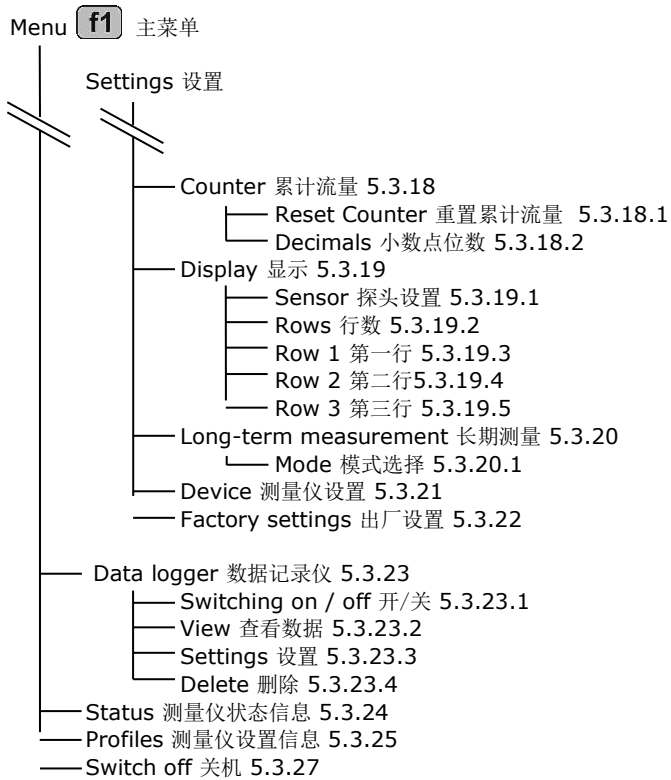 Menu f1 主菜单
Settings 设置
Counter 累计流量 5.3.18
Reset Counter 重置累计流量 5.3.18.1
Decimals 小数点位数 5.3.18.2
Display 显示 5.3.19
Sensor 探头设置 5.3.19.1
Rows 行数 5.3.19.2
Row 1 第一行 5.3.19.3
Row 2 第二行5.3.19.4
Row 3 第三行 5.3.19.5
Long-term measurement 长期测量 5.3.20
Mode 模式选择 5.3.20.1
Device 测量仪设置 5.3.21
Factory settings 出厂设置 5.3.22
Data logger 数据记录仪 5.3.23
Switching on / off 开/关 5.3.23.1
View 查看数据 5.3.23.2
Settings 设置 5.3.23.3
Delete 删除 5.3.23.4
Status 测量仪状态信息 5.3.24
Profiles 测量仪设置信息 5.3.25
Switch off 关机 5.3.27